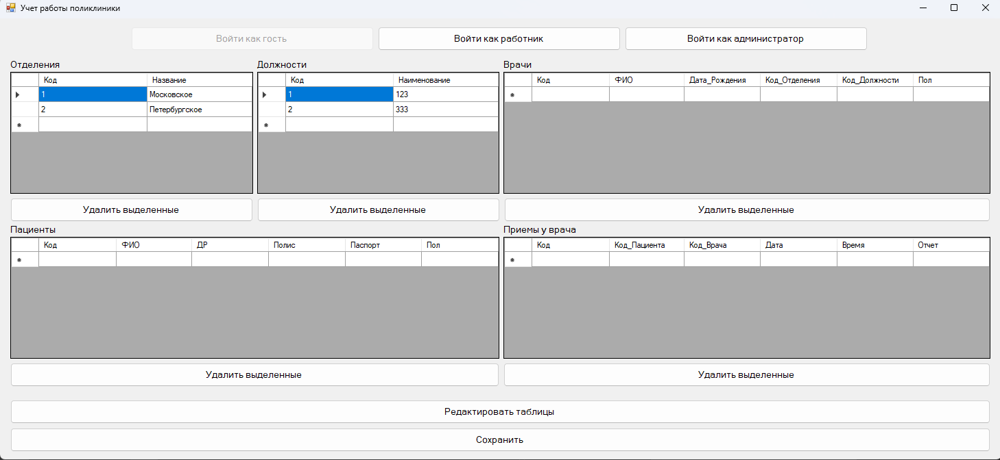 Учет работы поликлиники
Войти как гость Войти как работник Войти как администратор
Отделения Должности Врачи
Код Название Код Наименование Код ФИО Дата_Рождения Код_Отделения Код_Должности Пол
1 Московское 1 123
2 Петербургское 2 333
Удалить выделенные Удалить выделенные Удалить выделенные
Пациенты Приемы у врача
Код ФИО ДР Полис Паспорт Пол Код Код_Пациента Код_Врача Дата Время Отчет
Удалить выделенные Удалить выделенные
Редактировать таблицы
Сохранить